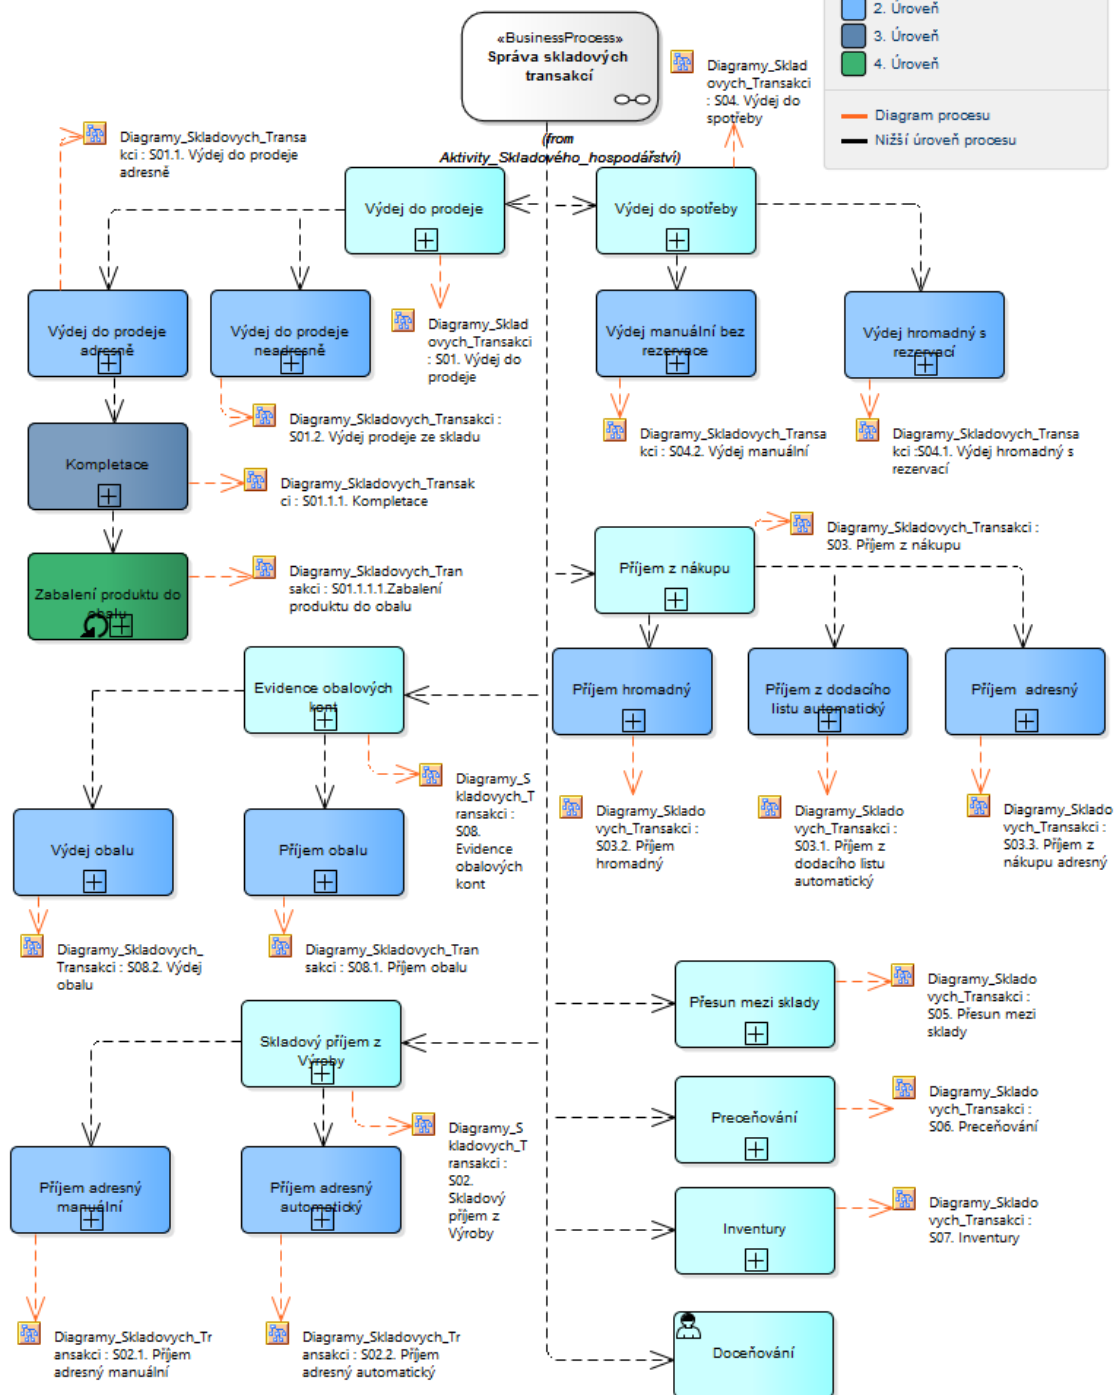 «BusinessProcess»
Správa skladových
transakcí
(from
Aktivity_Skladového_hospodářství)
2. Úroveň
3. Úroveň
4. Úroveň
Diagram procesu
Nižší úroveň procesu
Diagramy_Sklad
ovych_Transakci
: S04. Výdej do
spotřeby
Diagramy_Skladovych_Transa
kci : S01.1. Výdej do prodeje
adresně
Výdej do prodeje
Výdej do spotřeby
Výdej do prodeje
adresně
Výdej do prodeje
neadresně
Diagramy_Sklad
ovych_Transakci
: S01. Výdej do
prodeje
Výdej manuální bez
rezervace
Výdej hromadný s
rezervací
Diagramy_Skladovych_Transakci :
S01.2. Výdej prodeje ze skladu
Diagramy_Skladovych_Transa
kci : S04.2. Výdej manuální
Diagramy_Skladovych_Transa
kci :S04.1. Výdej hromadný s
rezervací
Kompletace
Diagramy_Skladovych_Transak
ci : S01.1.1. Kompletace
Diagramy_Skladovych_Transakci :
S03. Příjem z nákupu
Příjem z nákupu
Zabalení produktu do
obalu
Diagramy_Skladovych_Tran
sakci : S01.1.1.1.Zabalení
produktu do obalu
Evidence obalových
kont
Příjem hromadný
Příjem z dodacího
listu automatický
Příjem  adresný
Diagramy_S
kladovych_T
ransakci :
S08.
Evidence
obalových
kont
Diagramy_Sklado
vych_Transakci :
S03.2. Příjem
hromadný
Diagramy_Sklado
vych_Transakci :
S03.1. Příjem z
dodacího listu
automatický
Diagramy_Sklado
vych_Transakci :
S03.3. Příjem z
nákupu adresný
Výdej obalu
Příjem obalu
Diagramy_Skladovych_
Transakci : S08.2. Výdej
obalu
Diagramy_Skladovych_Tran
sakci : S08.1. Příjem obalu
Přesun mezi sklady
Diagramy_Sklado
vych_Transakci :
S05. Přesun mezi
sklady
Skladový příjem z
Výroby
Preceňování
Diagramy_Sklado
vych_Transakci :
S06. Preceňování
Diagramy_S
kladovych_T
ransakci :
S02.
Skladový
příjem z
Výroby
Příjem adresný
manuální
Příjem adresný
automatický
Inventury
Diagramy_Sklado
vych_Transakci :
S07. Inventury
Diagramy_Skladovych_Tr
ansakci : S02.1. Příjem
adresný manuální
Diagramy_Skladovych_Tr
ansakci : S02.2. Příjem
adresný automatický
Doceňování